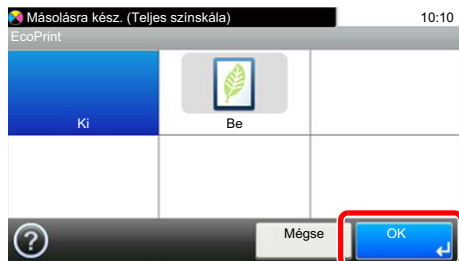 Másolásra kész. (Teljes színskála) 10:10
EcoPrint
Ki Be
? Mégse OK